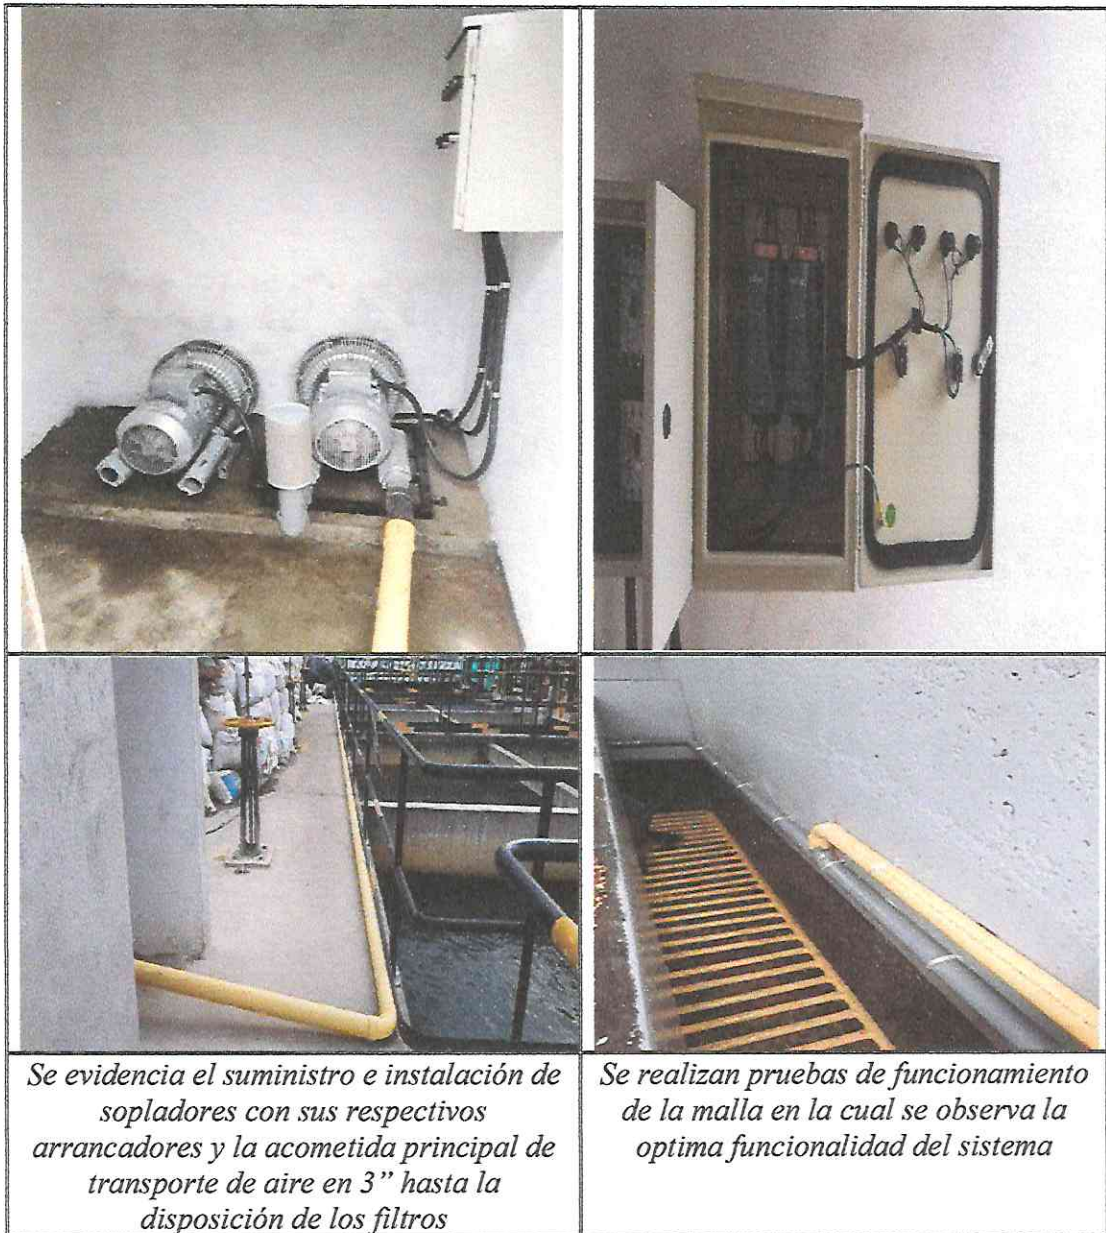 Se evidencia el suministro e instalación de
sopladores con sus respectivos
arrancadores y la acometida principal de
transporte de aire en 3” hasta la
disposición de los filtros
Se realizan pruebas de funcionamiento
de la malla en la cual se observa la
optima funcionalidad del sistema